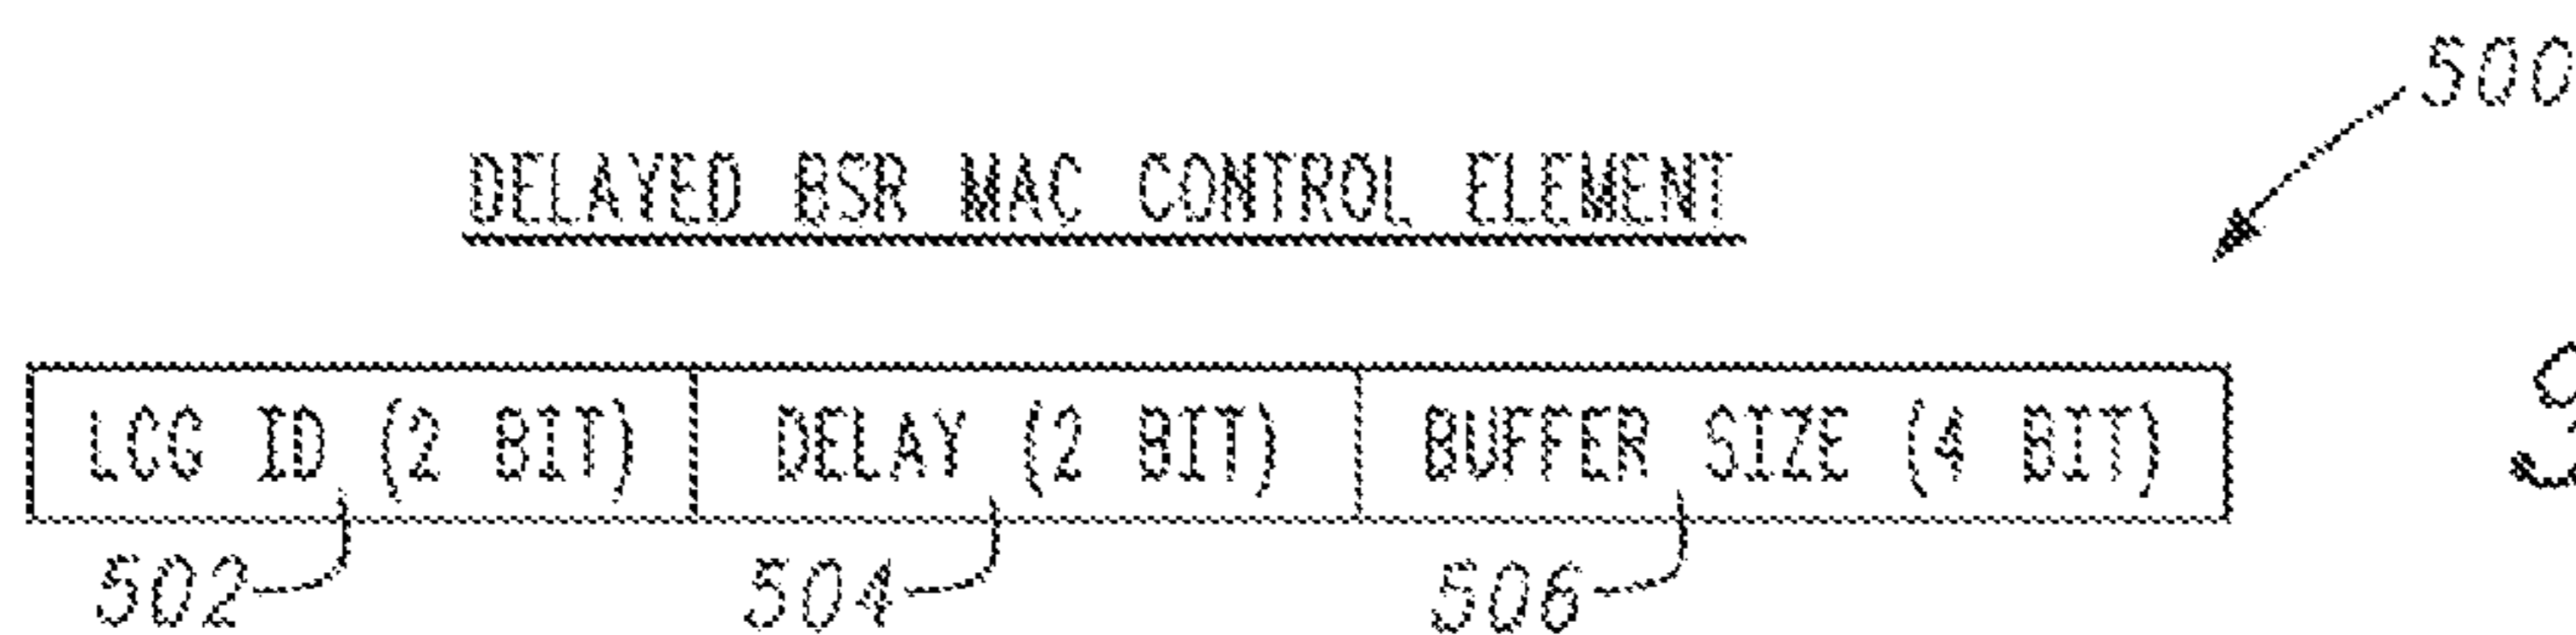 500
DELAYED BSR MAC CONTROL ELEMENT
LCG ID (2 BIT) DELAY (2 BIT) BUFFER SIZE (4 BIT)
502 504 506